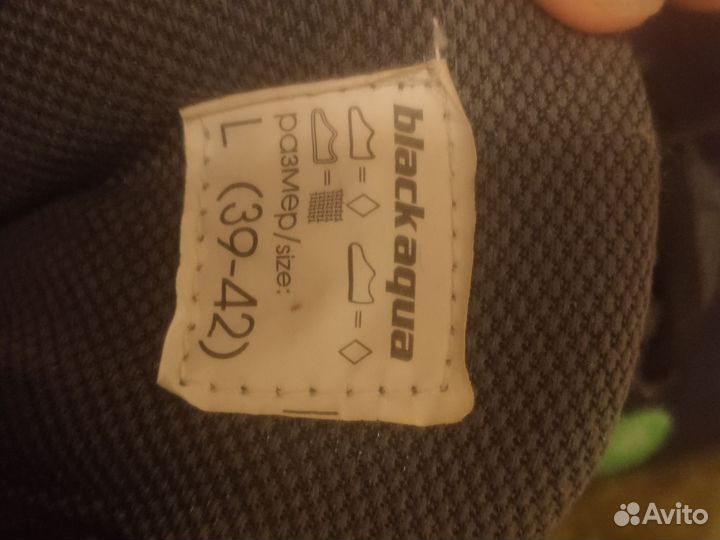 blackaqua
= =
=
размер/size:
L (39-42)
Avito